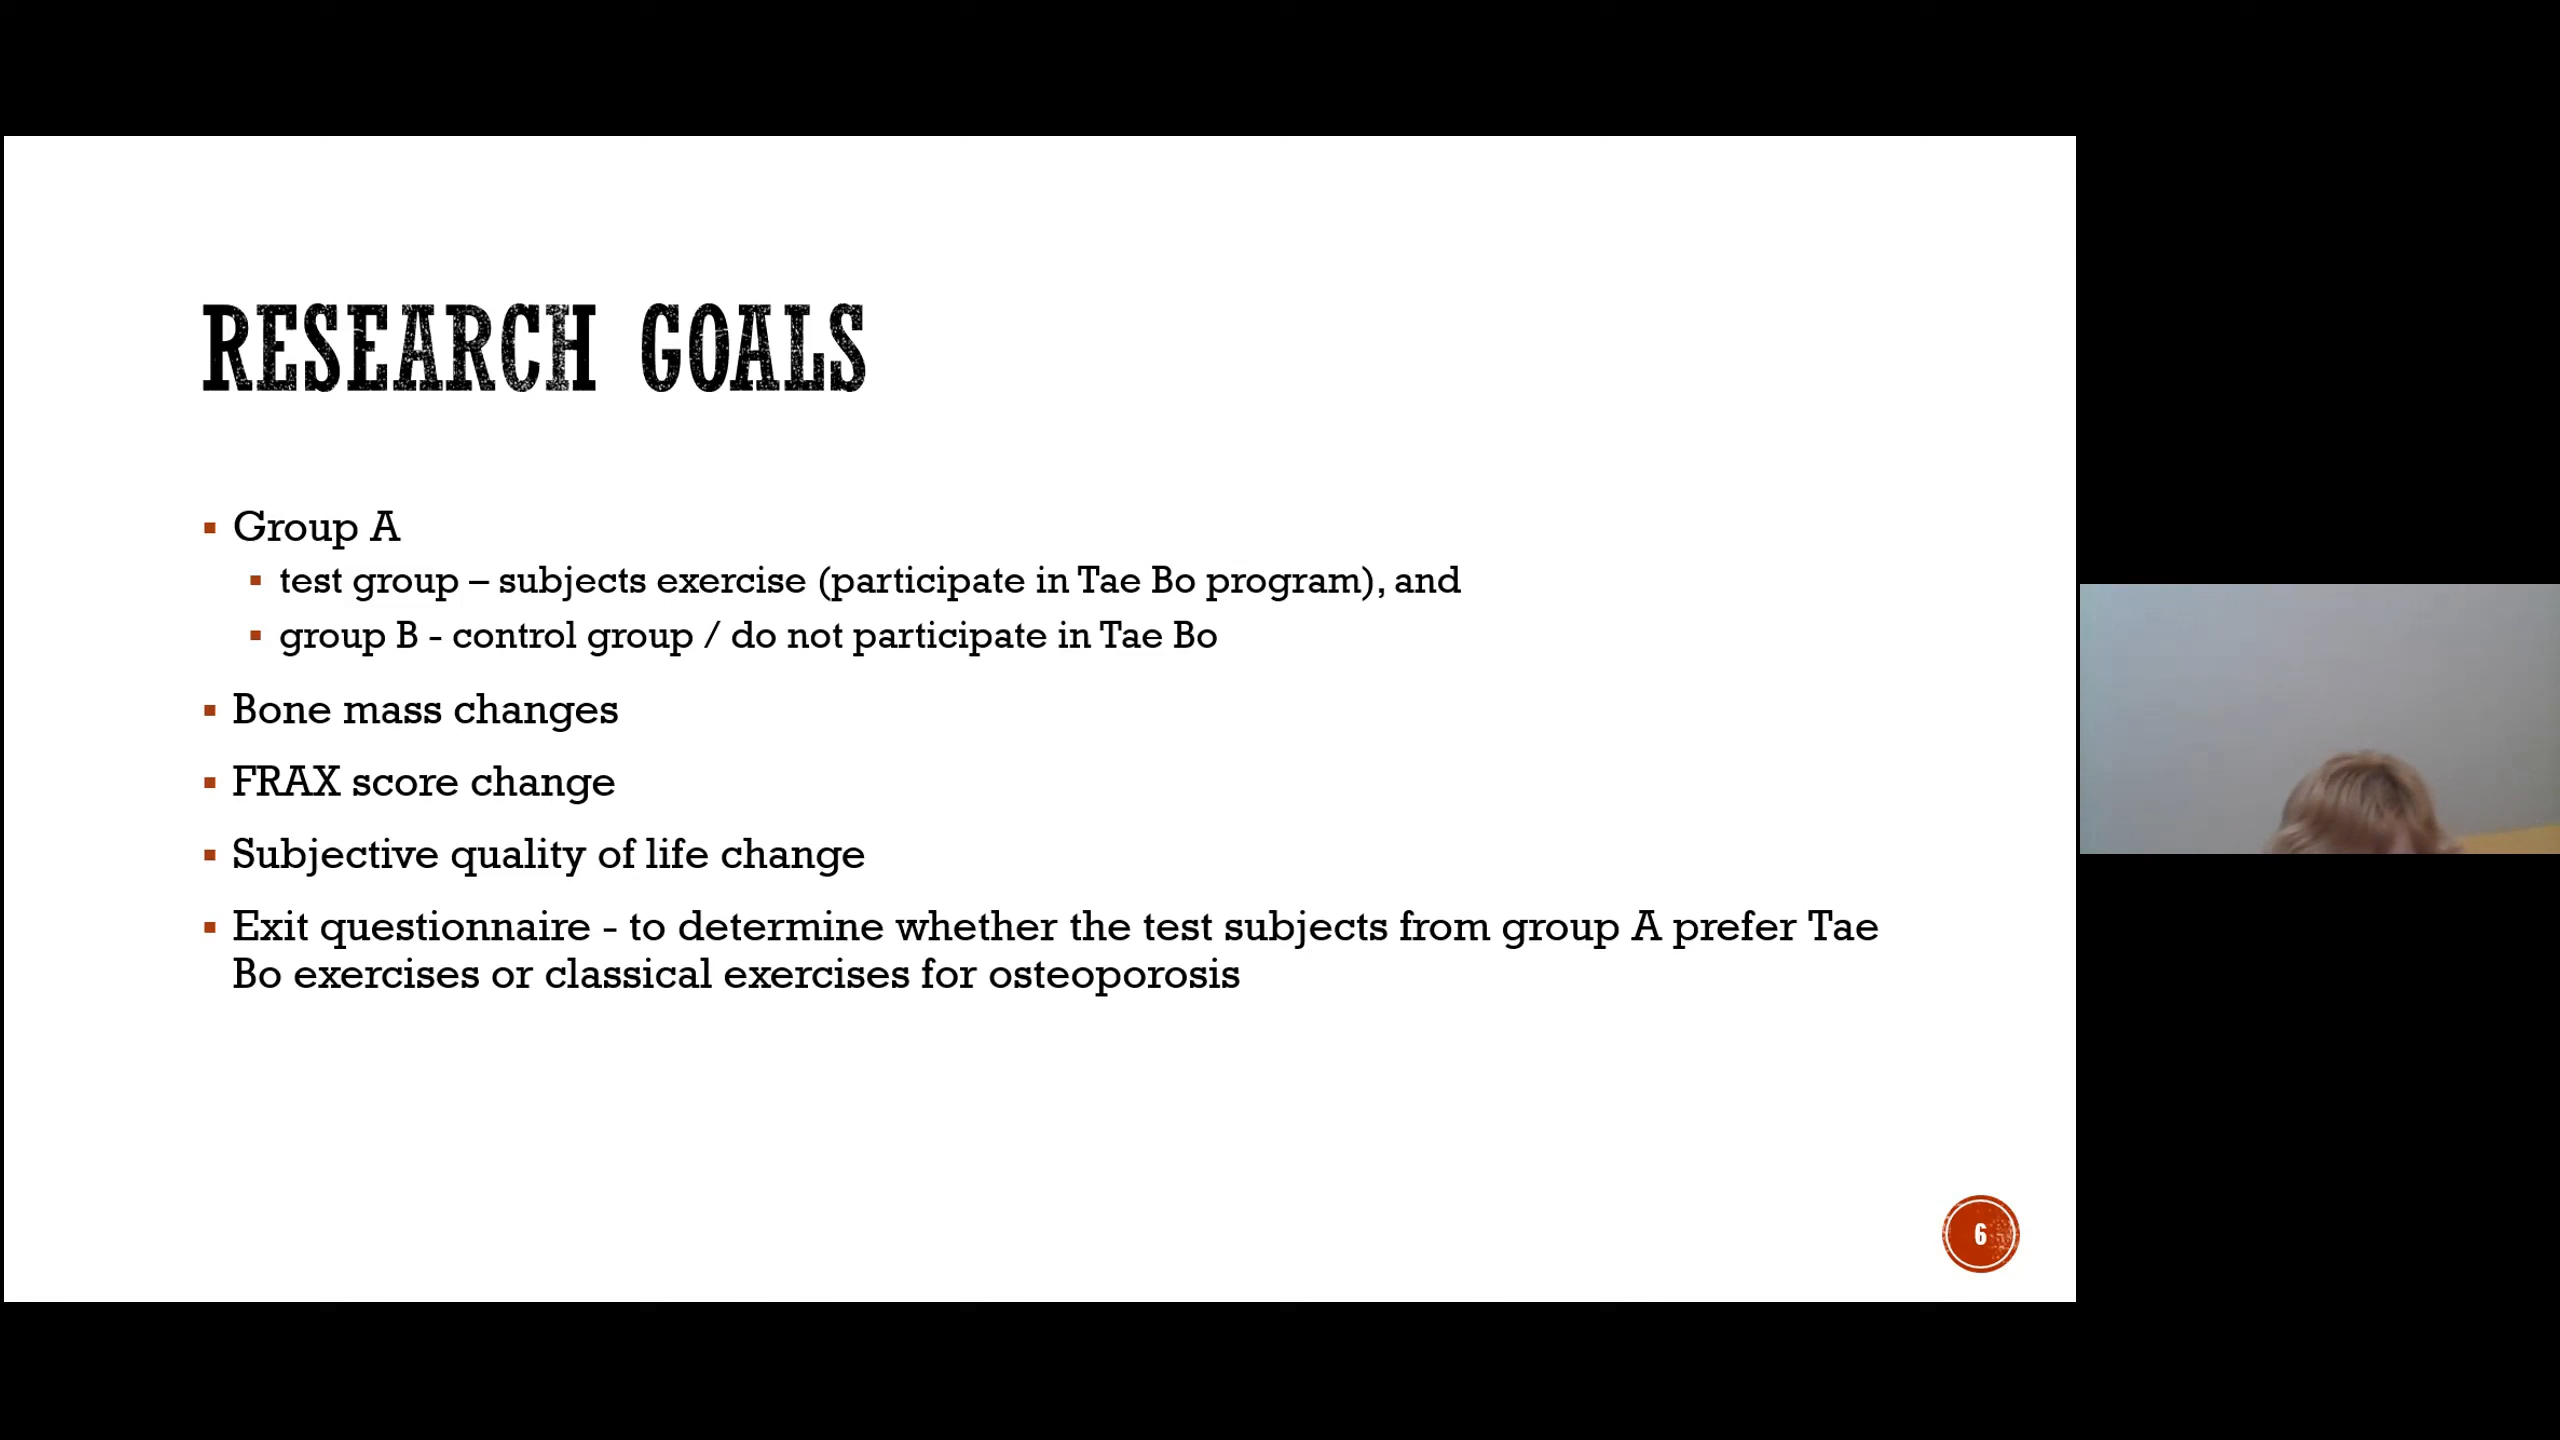 RESEARCH GOALS
Group A
test group – subjects exercise (participate in Tae Bo program), and
group B - control group / do not participate in Tae Bo
Bone mass changes
FRAX score change
Subjective quality of life change
Exit questionnaire - to determine whether the test subjects from group A prefer Tae
Bo exercises or classical exercises for osteoporosis
6